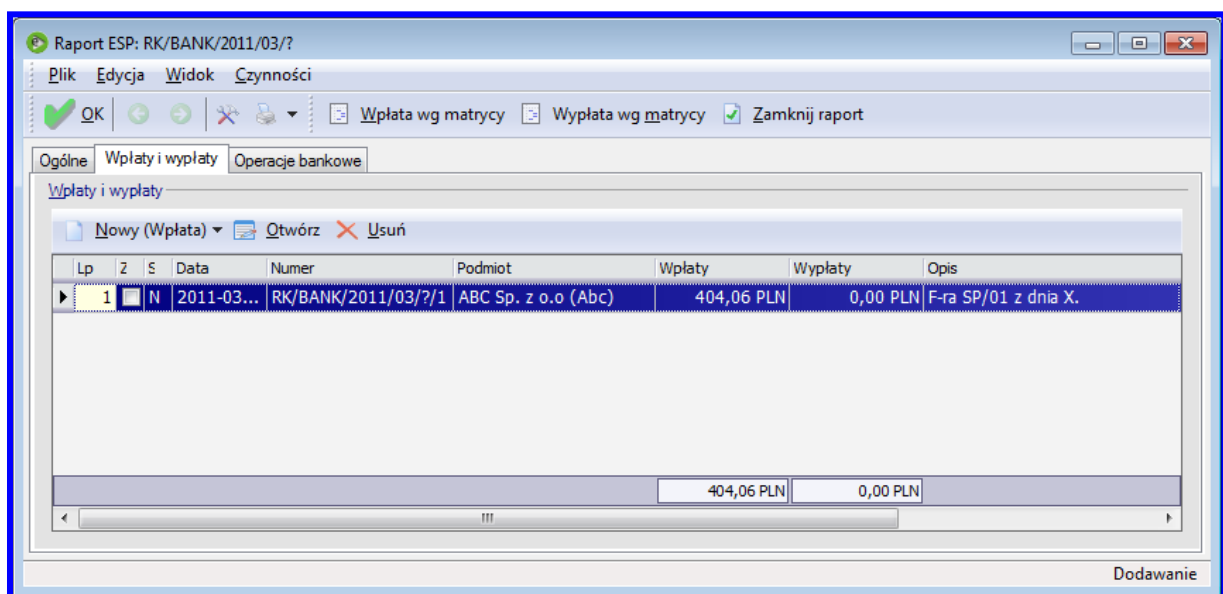 Raport ESP: RK/BANK/2011/03/?
Plik Edycja Widok Czynności
OK Wpłata wg matrycy Wypłata wg matrycy Zamknij raport
Ogólne Wpłaty i wypłaty Operacje bankowe
Wpłaty i wypłaty
Nowy (Wpłata) Otwórz Usuń
Lp Z S Data Numer Podmiot Wpłaty Wypłaty Opis
1 N 2011-03... RK/BANK/2011/03/?/1 ABC Sp. z o.o (Abc) 404,06 PLN 0,00 PLN F-ra SP/01 z dnia X.
404,06 PLN 0,00 PLN
Dodawanie